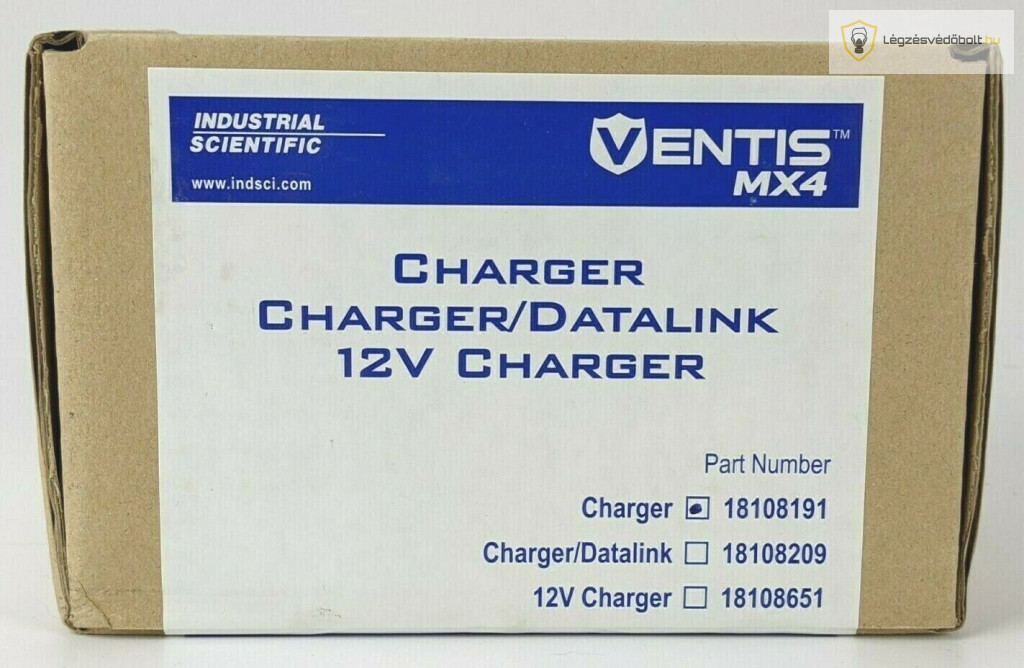 Légzésvédőbolt.hu
INDUSTRIAL
SCIENTIFIC
www.indsci.com
VENTIS™
MX4
CHARGER
CHARGER/DATALINK
12V CHARGER
Part Number
Charger 18108191
Charger/Datalink 18108209
12V Charger 18108651